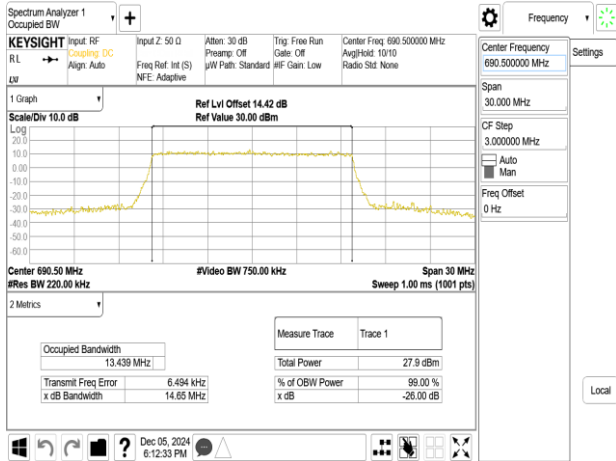 Spectrum Analyzer 1
Occupied BW
Frequency
KEYSIGHT
RL
Input: RF
Coupling: DC
Align: Auto
Input Z: 50 Ω
Freq Ref: Int (S)
NFE: Adaptive
Atten: 30 dB
Preamp: Off
µW Path: Standard
Trig: Free Run
Gate: Off
#IF Gain: Low
Center Freq: 690.500000 MHz
Avg|Hold: 10/10
Radio Std: None
LXI
Center Frequency
690.500000 MHz
Settings
Span
30.000 MHz
CF Step
3.000000 MHz
Auto
Man
Freq Offset
0 Hz
Local
1 Graph
Scale/Div 10.0 dB
Ref Lvl Offset 14.42 dB
Ref Value 30.00 dBm
Log
20.0
10.0
0.00
-10.0
-20.0
-30.0
-40.0
-50.0
-60.0
Center 690.50 MHz
#Video BW 750.00 kHz
Span 30 MHz
#Res BW 220.00 kHz
Sweep 1.00 ms (1001 pts)
2 Metrics
Measure Trace
Trace 1
Occupied Bandwidth
13.439 MHz
Total Power
27.9 dBm
Transmit Freq Error
6.494 kHz
% of OBW Power
99.00 %
x dB Bandwidth
14.65 MHz
x dB
-26.00 dB
Dec 05, 2024
6:12:33 PM